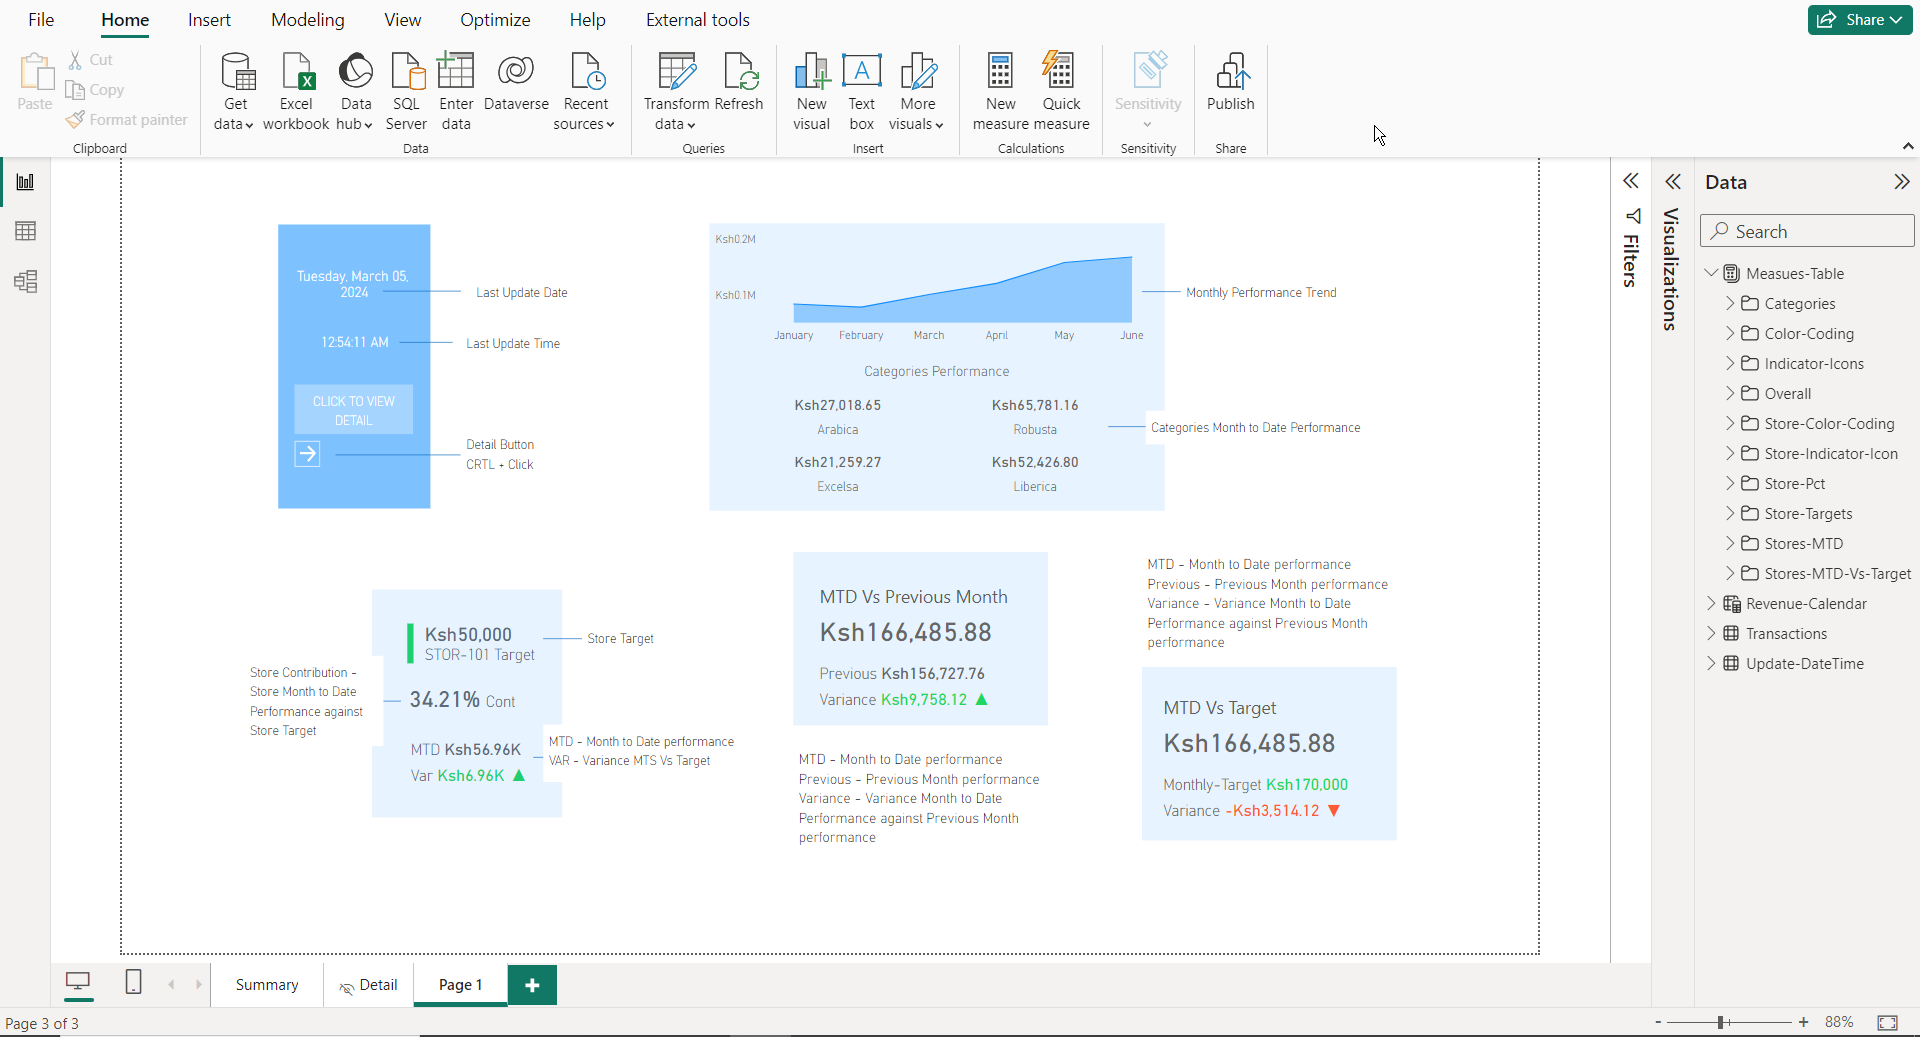 File
Home
Insert
Modeling
View
Optimize
Help
External tools
Share
Paste
Cut
Copy
Format painter
Clipboard
Get data
Excel workbook
Data hub
SQL Server
Enter data
Dataverse
Recent sources
Data
Transform data
Refresh
Queries
New visual
Text box
More visuals
Insert
New measure
Quick measure
Calculations
Sensitivity
Sensitivity
Publish
Share
Tuesday, March 05,
2024
Last Update Date
12:54:11 AM
Last Update Time
CLICK TO VIEW
DETAIL
Detail Button
CRTL + Click
Ksh0.2M
Ksh0.1M
January February March April May June
Monthly Performance Trend
Categories Performance
Ksh27,018.65
Arabica
Ksh65,781.16
Robusta
Ksh21,259.27
Excelsa
Ksh52,426.80
Liberica
Categories Month to Date Performance
Ksh50,000
STOR-101 Target
Store Target
34.21% Cont
Store Contribution -
Store Month to Date
Performance against
Store Target
MTD Ksh56.96K
Var Ksh6.96K ▲
MTD - Month to Date performance
VAR - Variance MTS Vs Target
MTD Vs Previous Month
Ksh166,485.88
Previous Ksh156,727.76
Variance Ksh9,758.12 ▲
MTD - Month to Date performance
Previous - Previous Month performance
Variance - Variance Month to Date
Performance against Previous Month
performance
MTD - Month to Date performance
Previous - Previous Month performance
Variance - Variance Month to Date
Performance against Previous Month
performance
MTD Vs Target
Ksh166,485.88
Monthly-Target Ksh170,000
Variance -Ksh3,514.12 ▼
Filters
Visualizations
Data
Search
Measues-Table
Categories
Color-Coding
Indicator-Icons
Overall
Store-Color-Coding
Store-Indicator-Icon
Store-Pct
Store-Targets
Stores-MTD
Stores-MTD-Vs-Target
Revenue-Calendar
Transactions
Update-DateTime
Summary
Detail
Page 1
Page 3 of 3
- + 88%